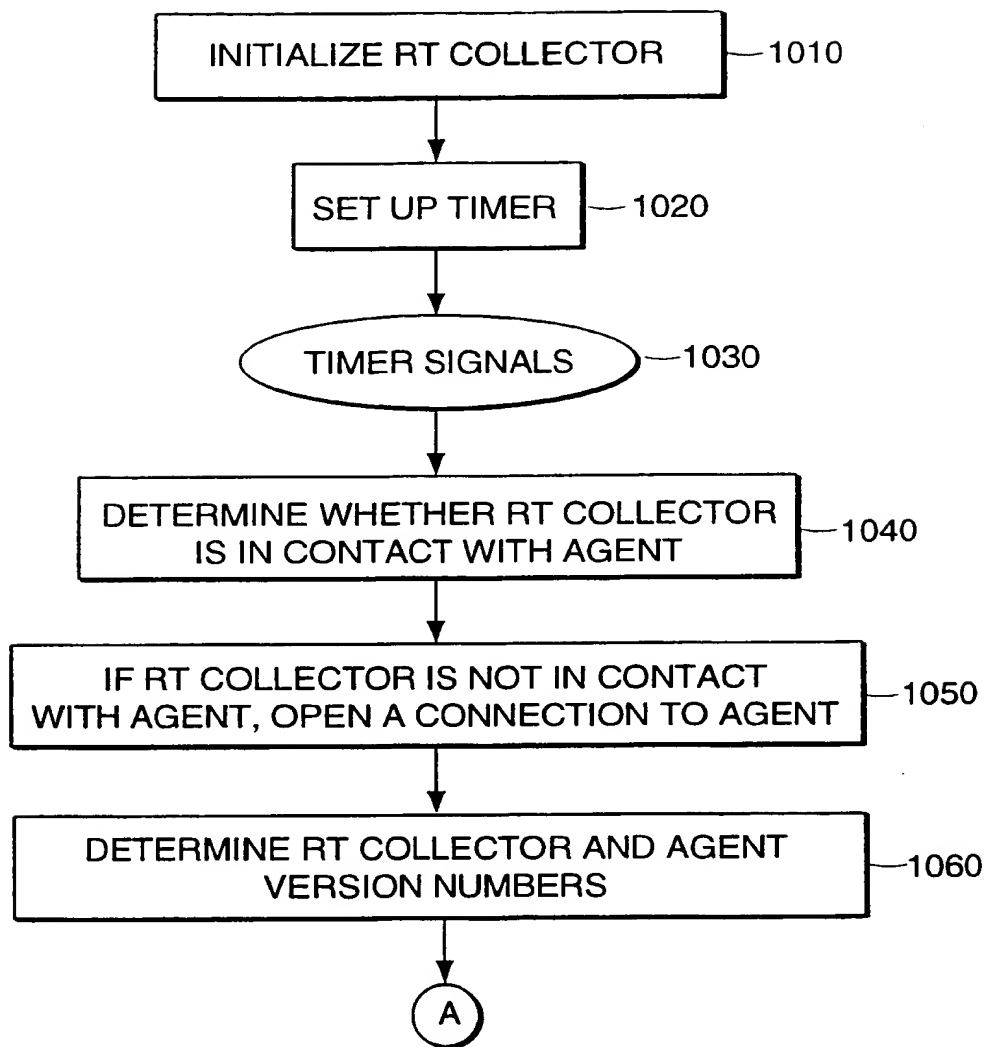 INITIALIZE RT COLLECTOR
1010
SET UP TIMER
1020
TIMER SIGNALS
1030
DETERMINE WHETHER RT COLLECTOR
IS IN CONTACT WITH AGENT
1040
IF RT COLLECTOR IS NOT IN CONTACT
WITH AGENT, OPEN A CONNECTION TO AGENT
1050
DETERMINE RT COLLECTOR AND AGENT
VERSION NUMBERS
1060
A